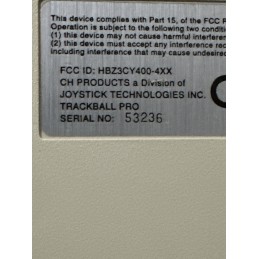 This device complies with Part 15, of the FCC R
Operation is subject to the following two conditi
(1) this device may not cause harmful interferen
(2) this device must accept any interference rec
including interference that may cause undesired
FCC ID: HBZ3CY400-4XX
CH PRODUCTS a Division of
JOYSTICK TECHNOLOGIES INC.
TRACKBALL PRO
SERIAL NO: 53236